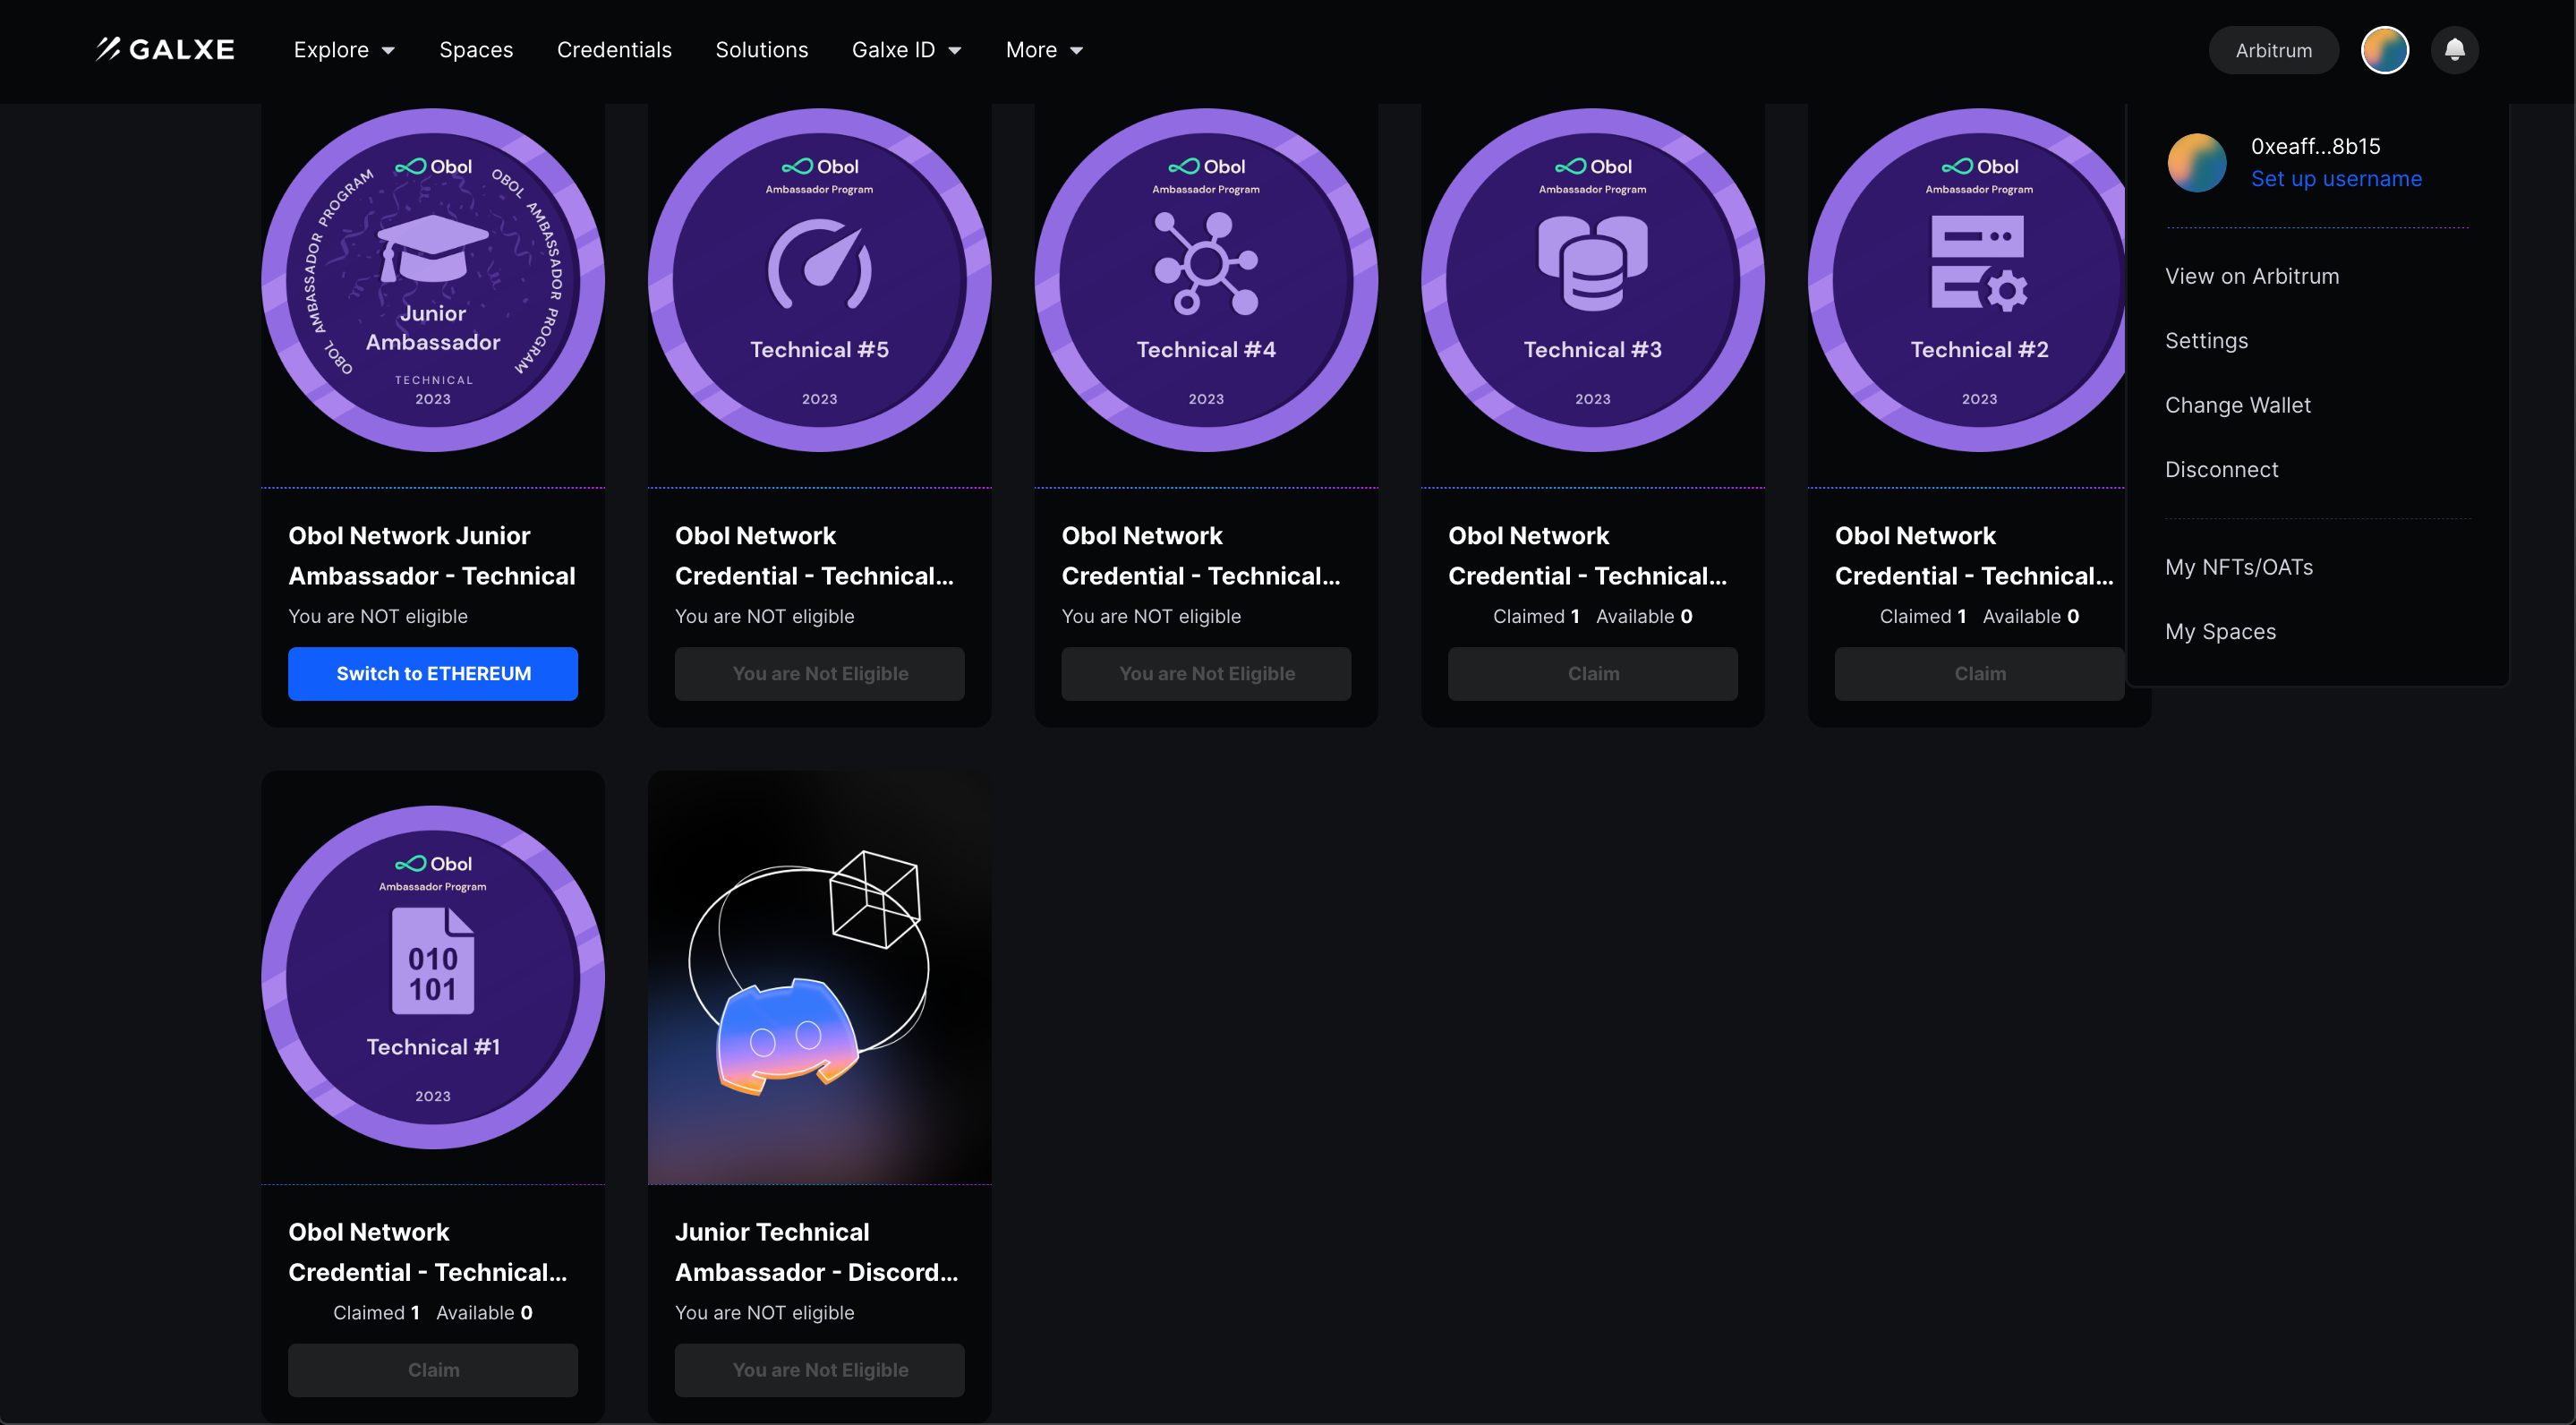 GALXE
Explore
Spaces
Credentials
Solutions
Galxe ID
More
Arbitrum
Obol
OBOL AMBASSADOR PROGRAM
OBOL AMBASSADOR PROGRAM
Junior
Ambassador
TECHNICAL
2023
Obol Network Junior
Ambassador - Technical
You are NOT eligible
Switch to ETHEREUM
Obol
Ambassador Program
Technical #5
2023
Obol Network
Credential - Technical...
You are NOT eligible
You are Not Eligible
Obol
Ambassador Program
Technical #4
2023
Obol Network
Credential - Technical...
You are NOT eligible
You are Not Eligible
Obol
Ambassador Program
Technical #3
2023
Obol Network
Credential - Technical...
Claimed 1 Available 0
Claim
Obol
Ambassador Program
Technical #2
2023
Obol Network
Credential - Technical...
Claimed 1 Available 0
Claim
0xeaff...8b15
Set up username
View on Arbitrum
Settings
Change Wallet
Disconnect
My NFTs/OATs
My Spaces
Obol
Ambassador Program
010
101
Technical #1
2023
Obol Network
Credential - Technical...
Claimed 1 Available 0
Claim
Junior Technical
Ambassador - Discord...
You are NOT eligible
You are Not Eligible